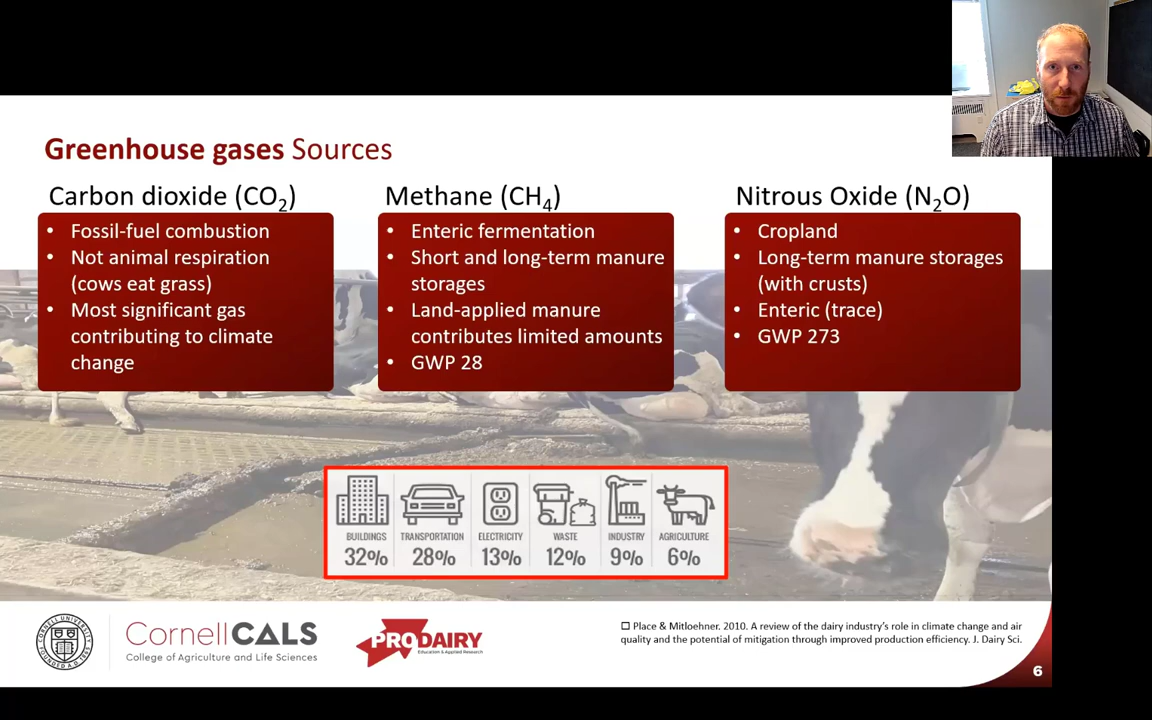 Greenhouse gases Sources
Carbon dioxide (CO₂)
• Fossil-fuel combustion
• Not animal respiration
(cows eat grass)
• Most significant gas
contributing to climate
change
Methane (CH₄)
• Enteric fermentation
• Short and long-term manure
storages
• Land-applied manure
contributes limited amounts
• GWP 28
Nitrous Oxide (N₂O)
• Cropland
• Long-term manure storages
(with crusts)
• Enteric (trace)
• GWP 273
BUILDINGS TRANSPORTATION ELECTRICITY WASTE INDUSTRY AGRICULTURE
32% 28% 13% 12% 9% 6%
CornellCALS
College of Agriculture and Life Sciences
PRODAIRY
Education & Applied Research
☐ Place & Mitloehner. 2010. A review of the dairy industry's role in climate change and air
quality and the potential of mitigation through improved production efficiency. J. Dairy Sci.
6